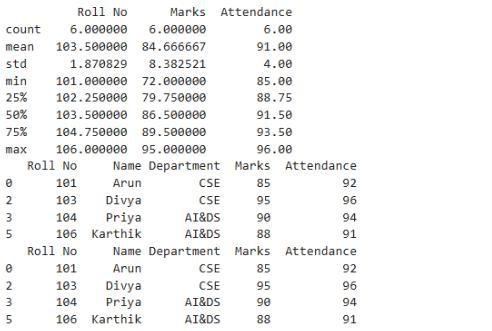 Roll No Marks Attendance
count 6.000000 6.000000 6.00
mean 103.500000 84.666667 91.00
std 1.870829 8.382521 4.00
min 101.000000 72.000000 85.00
25% 102.250000 79.750000 88.75
50% 103.500000 86.500000 91.50
75% 104.750000 89.500000 93.50
max 106.000000 95.000000 96.00
Roll No Name Department Marks Attendance
0 101 Arun CSE 85 92
2 103 Divya CSE 95 96
3 104 Priya AI&DS 90 94
5 106 Karthik AI&DS 88 91
Roll No Name Department Marks Attendance
0 101 Arun CSE 85 92
2 103 Divya CSE 95 96
3 104 Priya AI&DS 90 94
5 106 Karthik AI&DS 88 91